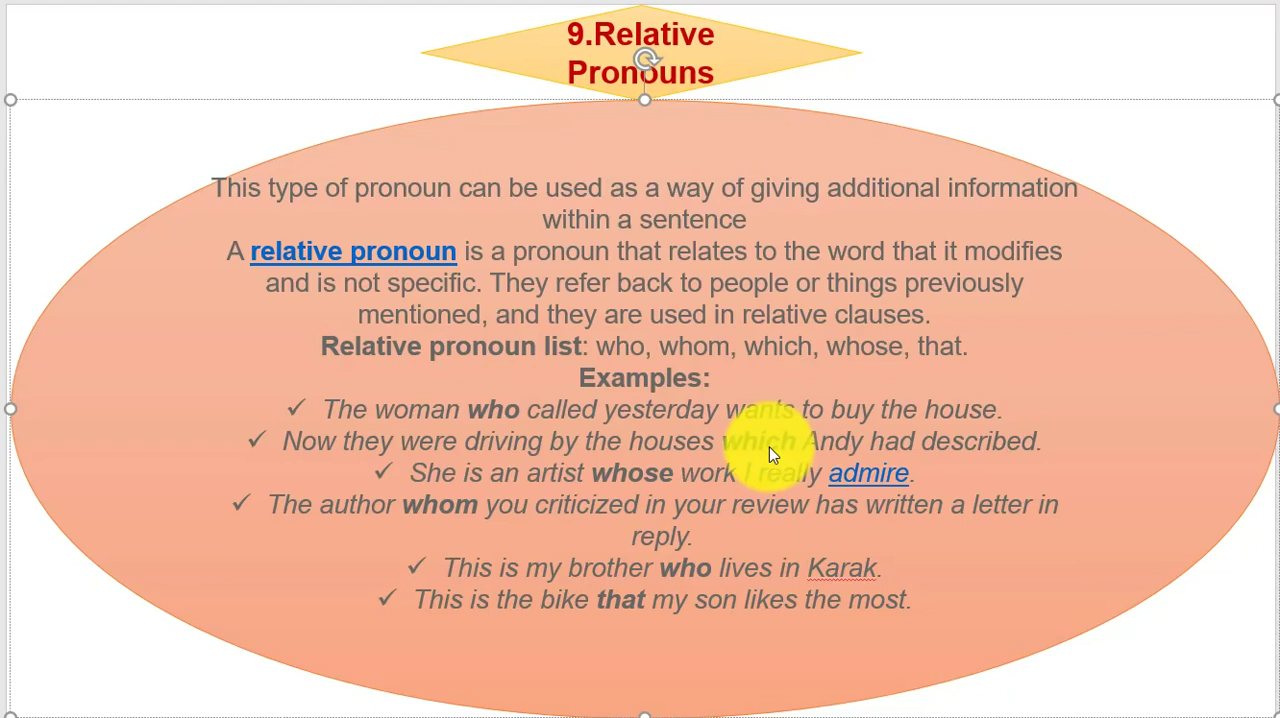 9.Relative
Pronouns
This type of pronoun can be used as a way of giving additional information
within a sentence
A relative pronoun is a pronoun that relates to the word that it modifies
and is not specific. They refer back to people or things previously
mentioned, and they are used in relative clauses.
Relative pronoun list: who, whom, which, whose, that.
Examples:
✓ The woman who called yesterday wants to buy the house.
✓ Now they were driving by the houses which Andy had described.
✓ She is an artist whose work I really admire.
✓ The author whom you criticized in your review has written a letter in
reply.
✓ This is my brother who lives in Karak.
✓ This is the bike that my son likes the most.